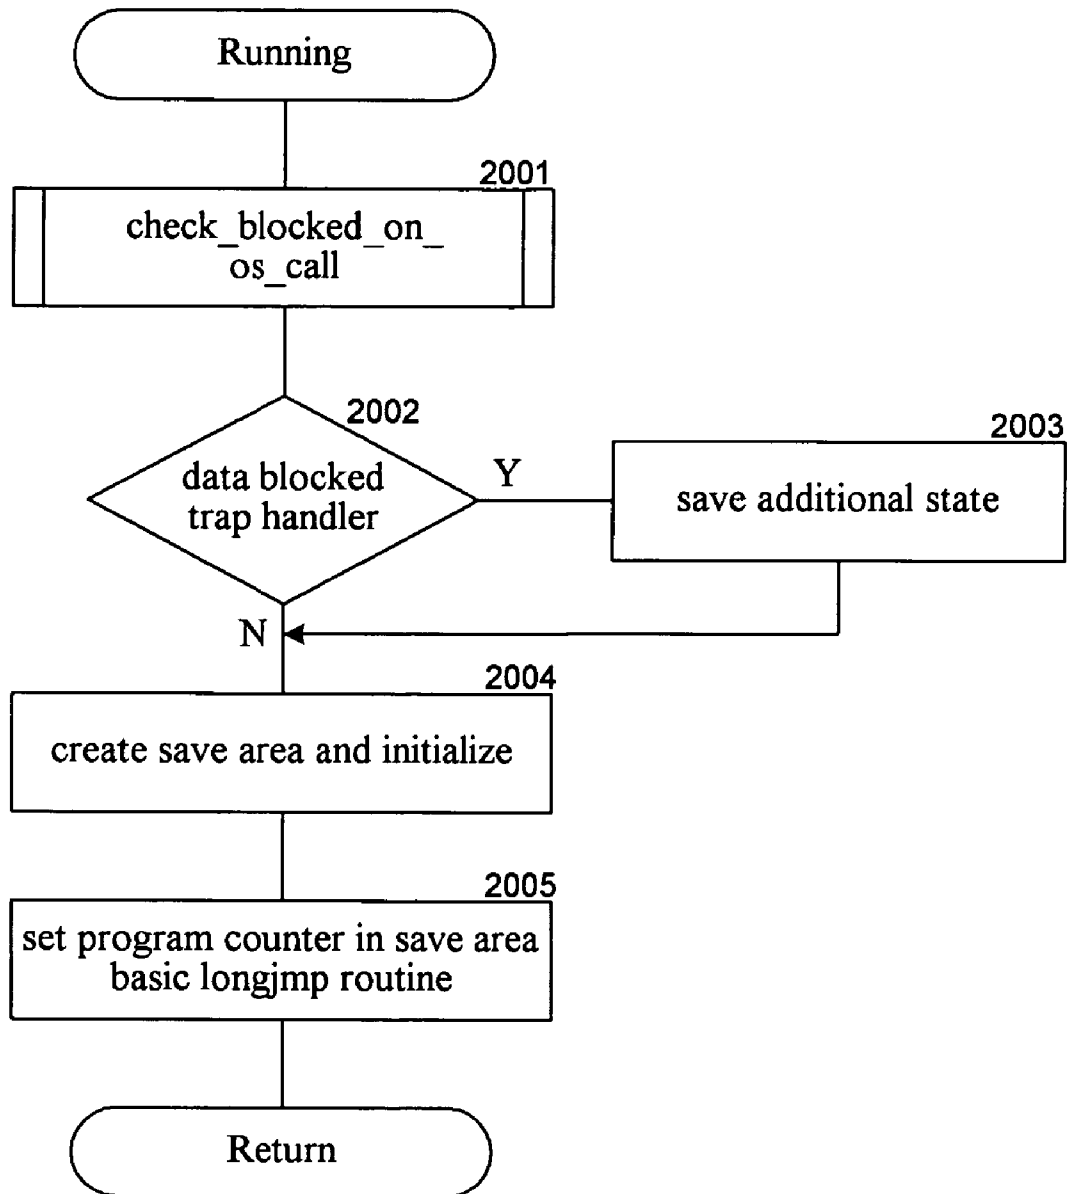 Running
2001
check_blocked_on_
os_call
2002
data blocked
trap handler
Y
2003
save additional state
N
2004
create save area and initialize
2005
set program counter in save area
basic longjmp routine
Return